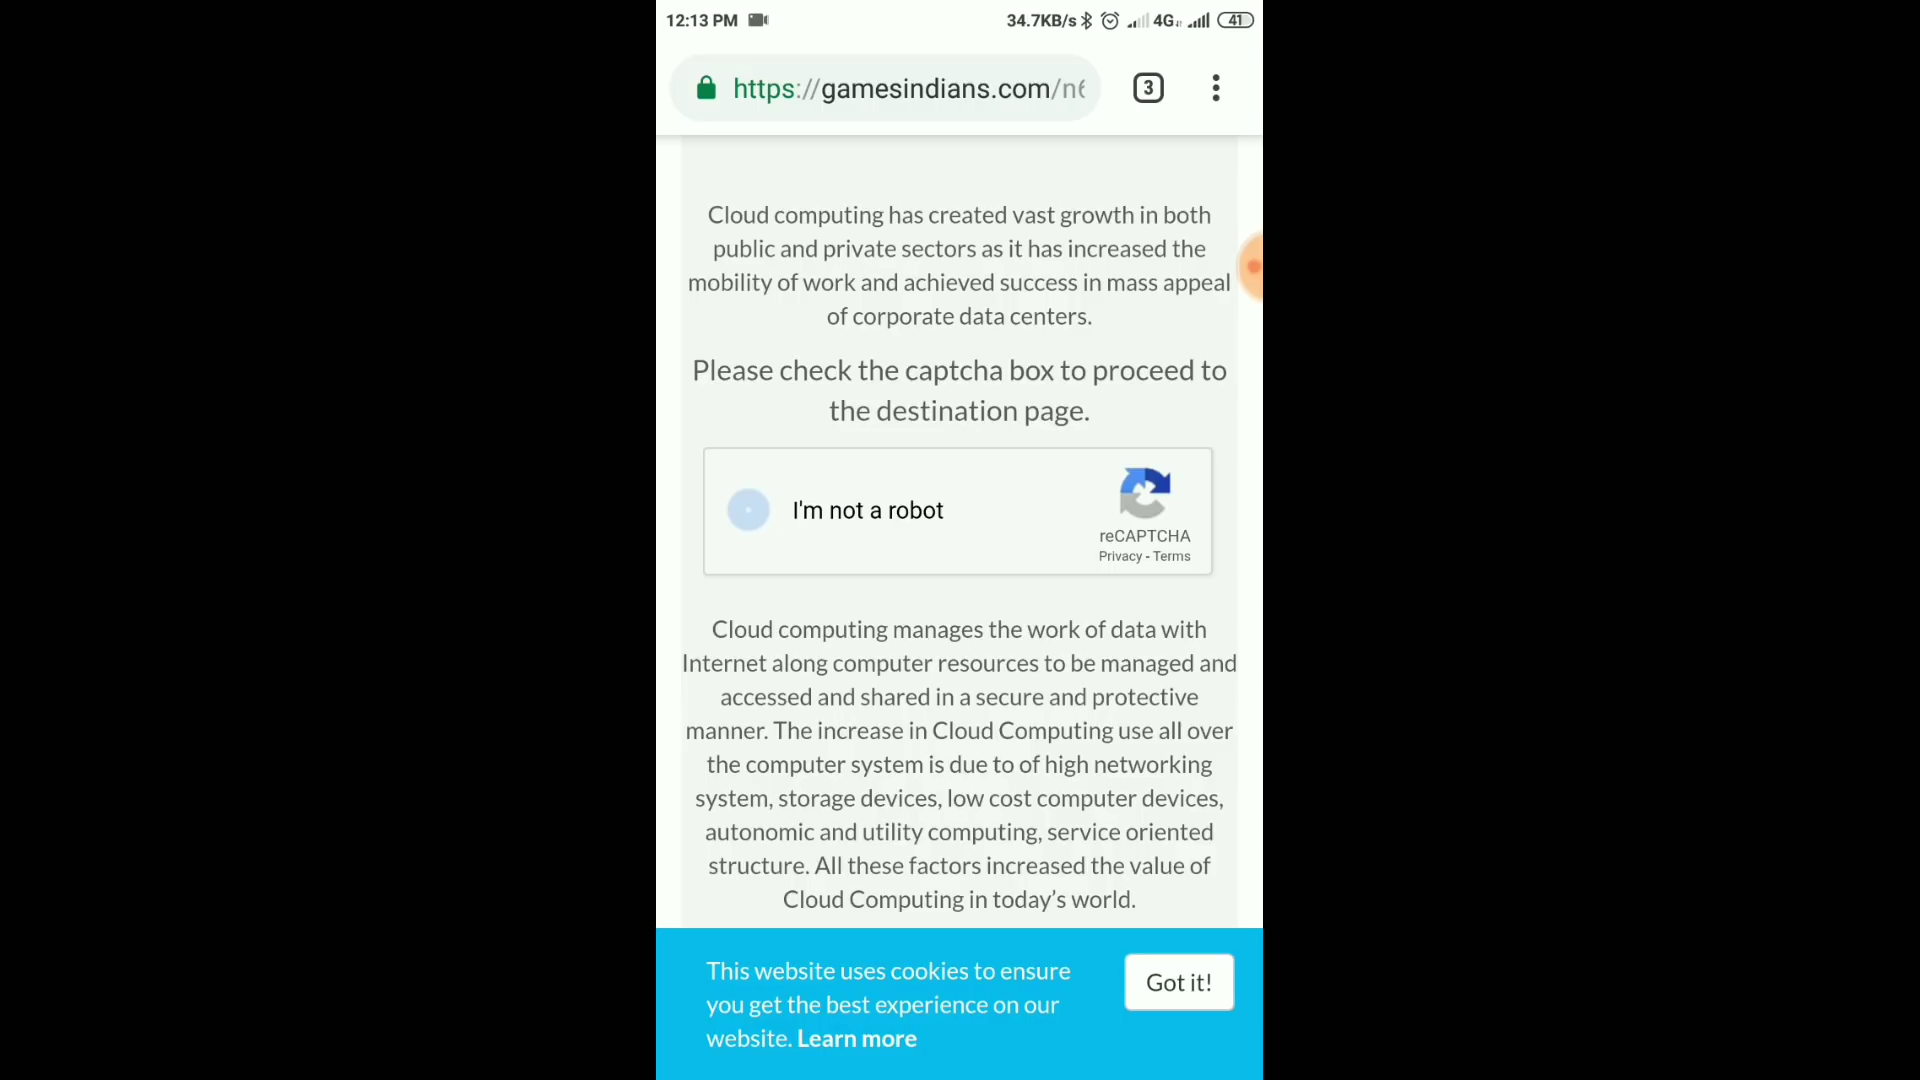 12:13 PM 34.7KB/s 4G 41
https://gamesindians.com/n6
3
Cloud computing has created vast growth in both
public and private sectors as it has increased the
mobility of work and achieved success in mass appeal
of corporate data centers.
Please check the captcha box to proceed to
the destination page.
I'm not a robot
reCAPTCHA
Privacy - Terms
Cloud computing manages the work of data with
Internet along computer resources to be managed and
accessed and shared in a secure and protective
manner. The increase in Cloud Computing use all over
the computer system is due to of high networking
system, storage devices, low cost computer devices,
autonomic and utility computing, service oriented
structure. All these factors increased the value of
Cloud Computing in today’s world.
This website uses cookies to ensure
you get the best experience on our
website. Learn more
Got it!